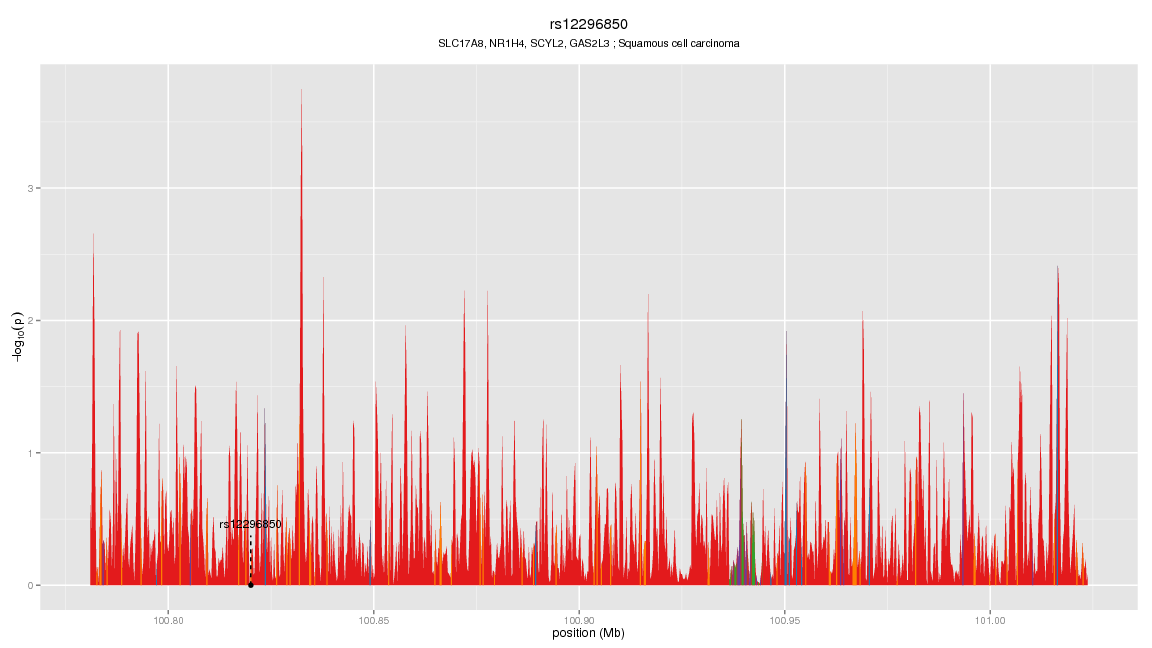 rs12296850
SLC17A8, NR1H4, SCYL2, GAS2L3 ; Squamous cell carcinoma
3
2
1
0
−log10(p)
rs12296850
100.80 100.85 100.90 100.95 101.00
position (Mb)